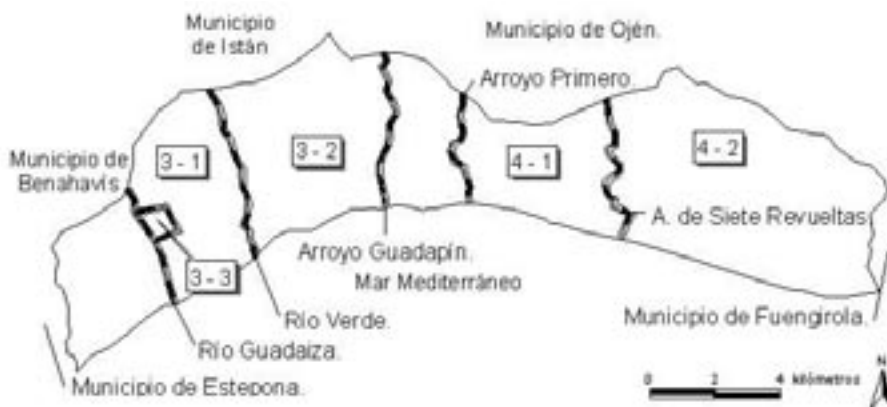 Municipio
de Istán
Municipio de Ojén.
Arroyo Primero.
Municipio de
Benahavís
3 - 1
3 - 2
4 - 1
4 - 2
A. de Siete Revueltas
Arroyo Guadapín.
3 - 3
Mar Mediterráneo
Río Verde.
Municipio de Fuengirola.
Río Guadaiza.
Municipio de Estepona.
0 2 4 kilómetros
N